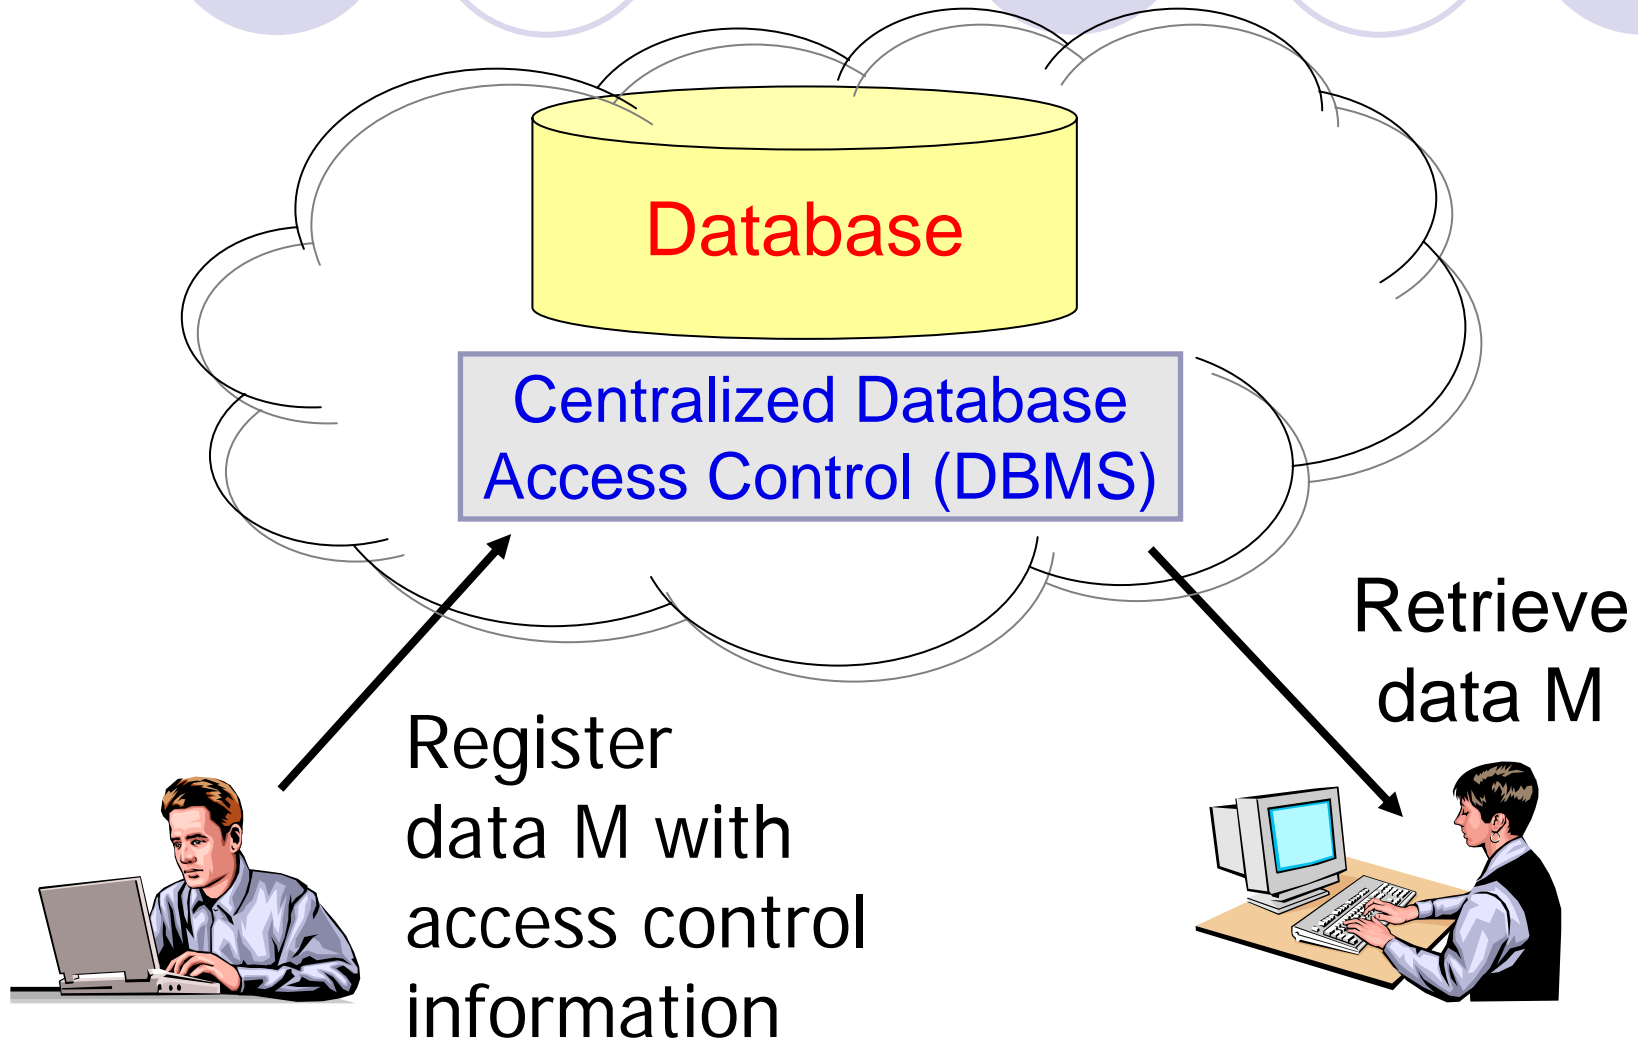 Database
Centralized Database
Access Control (DBMS)
Retrieve
data M
Register
data M with
access control
information